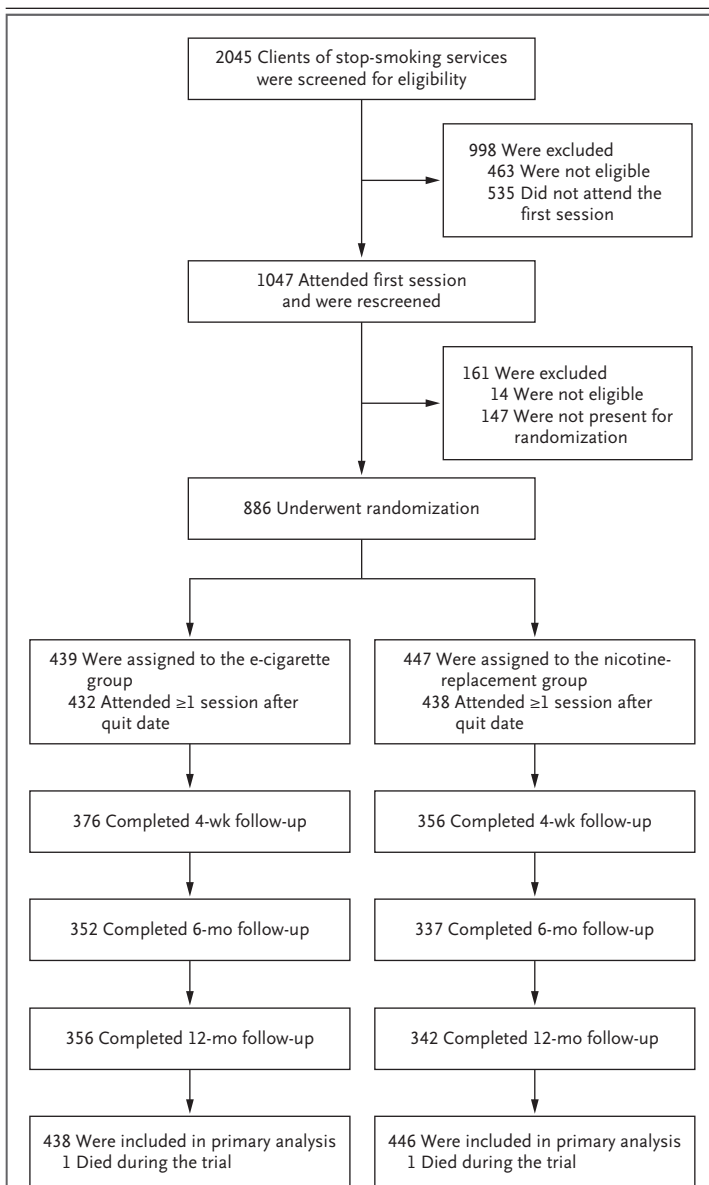 2045 Clients of stop-smoking services
were screened for eligibility
998 Were excluded
463 Were not eligible
535 Did not attend the
first session
1047 Attended first session
and were rescreened
161 Were excluded
14 Were not eligible
147 Were not present for
randomization
886 Underwent randomization
439 Were assigned to the e-cigarette
group
432 Attended ≥1 session after
quit date
447 Were assigned to the nicotine-
replacement group
438 Attended ≥1 session after
quit date
376 Completed 4-wk follow-up
356 Completed 4-wk follow-up
352 Completed 6-mo follow-up
337 Completed 6-mo follow-up
356 Completed 12-mo follow-up
342 Completed 12-mo follow-up
438 Were included in primary analysis
1 Died during the trial
446 Were included in primary analysis
1 Died during the trial